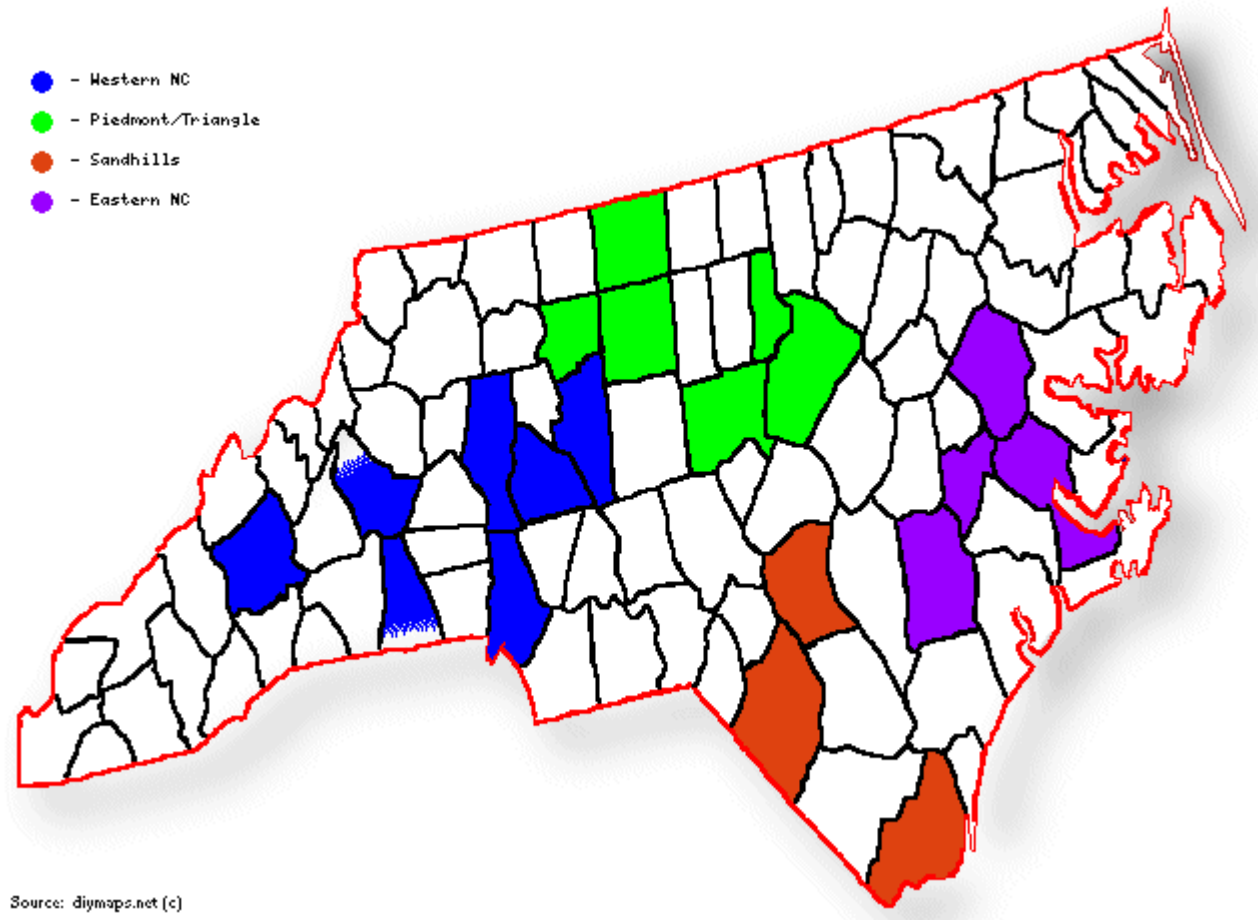 - Western NC
- Piedmont/Triangle
- Sandhills
- Eastern NC
Source: diymaps.net (c)